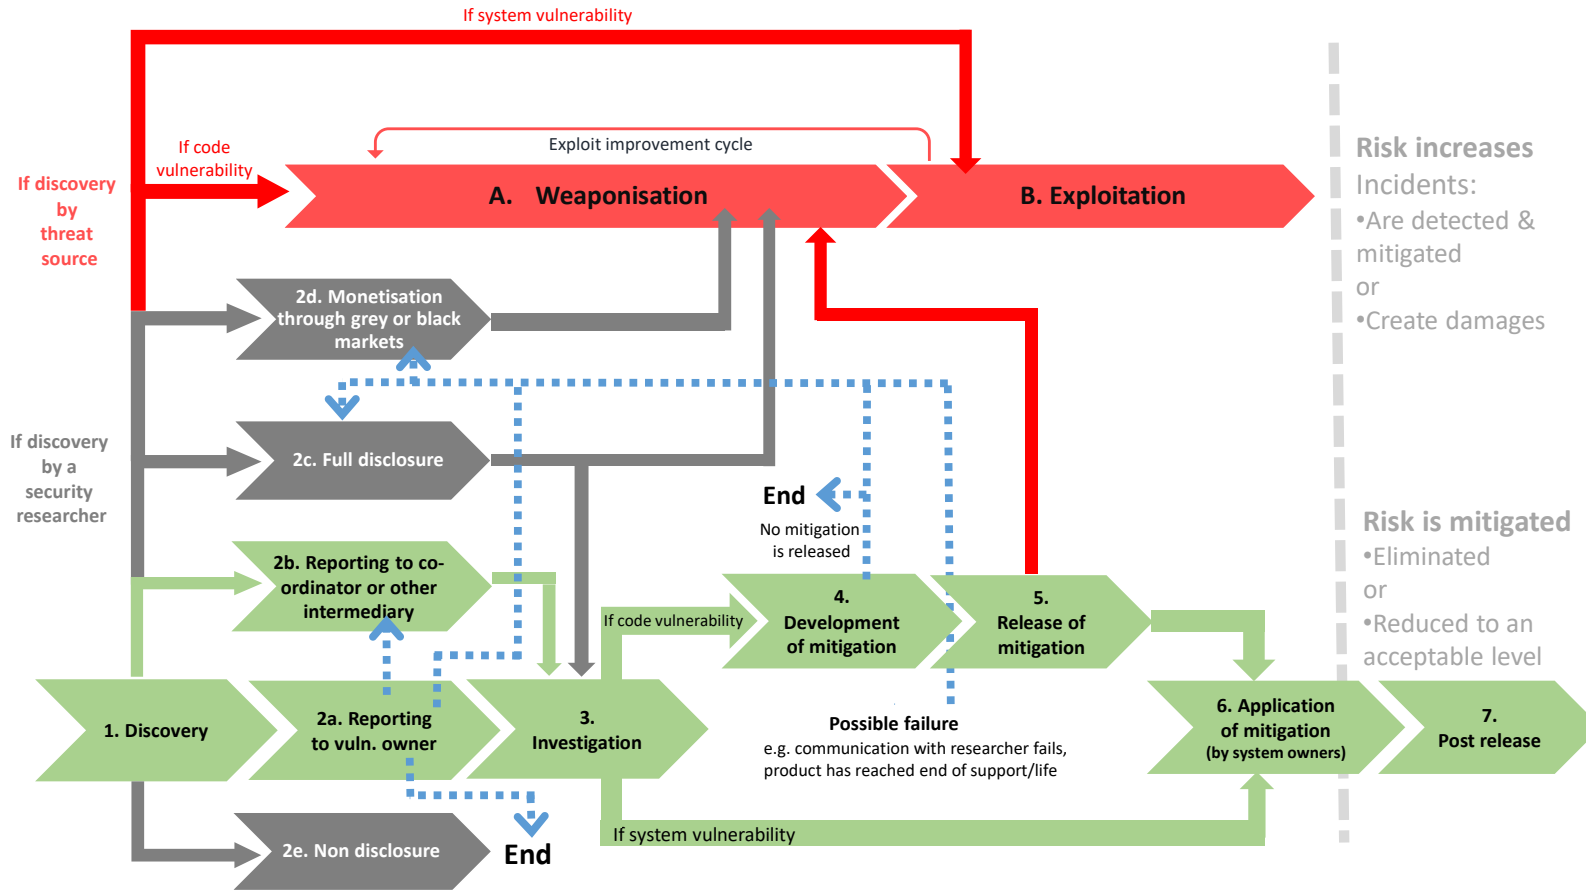 If system vulnerability
If code
vulnerability
Exploit improvement cycle
If discovery
by
threat
source
A. Weaponisation
B. Exploitation
Risk increases
Incidents:
•Are detected &
mitigated
or
•Create damages
2d. Monetisation
through grey or black
markets
If discovery
by a
security
researcher
2c. Full disclosure
End
No mitigation
is released
Risk is mitigated
•Eliminated
or
•Reduced to an
acceptable level
2b. Reporting to co-
ordinator or other
intermediary
If code vulnerability
4.
Development
of mitigation
5.
Release of
mitigation
1. Discovery
2a. Reporting
to vuln. owner
3.
Investigation
Possible failure
e.g. communication with researcher fails,
product has reached end of support/life
6. Application
of mitigation
(by system owners)
7.
Post release
If system vulnerability
2e. Non disclosure
End